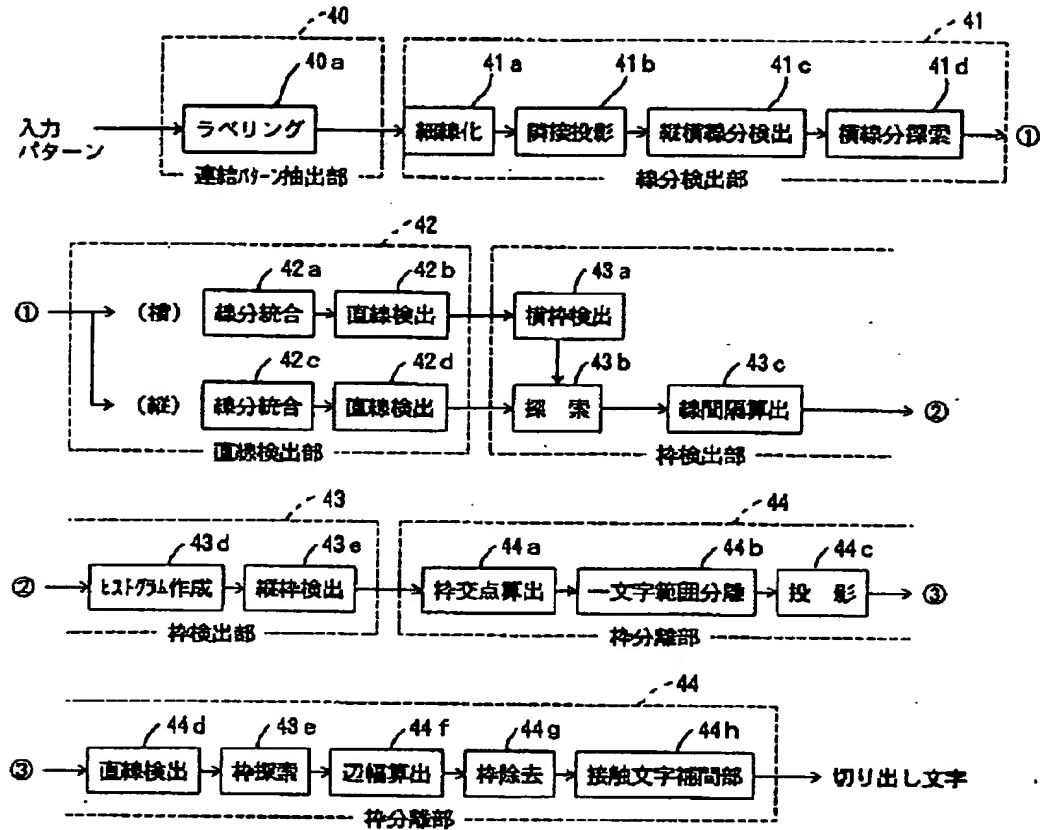 40
41
40a
41a
41b
41c
41d
入力
パターン
ラベリング
細線化
隣接投影
縦横線分検出
横線分探索
①
連結パターン抽出部
線分検出部
42
42a
42b
43a
①
(横)
線分統合
直線検出
横枠検出
42c
42d
43b
43c
(縦)
線分統合
直線検出
探 索
線間隔算出
②
直線検出部
枠検出部
43
44
43d
43e
44a
44b
44c
②
ヒストグラム作成
縦枠検出
枠交点算出
一文字範囲分離
投 影
③
枠検出部
枠分離部
44
44d
43e
44f
44g
44h
③
直線検出
枠探索
辺幅算出
枠除去
接触文字補間部
切り出し文字
枠分離部